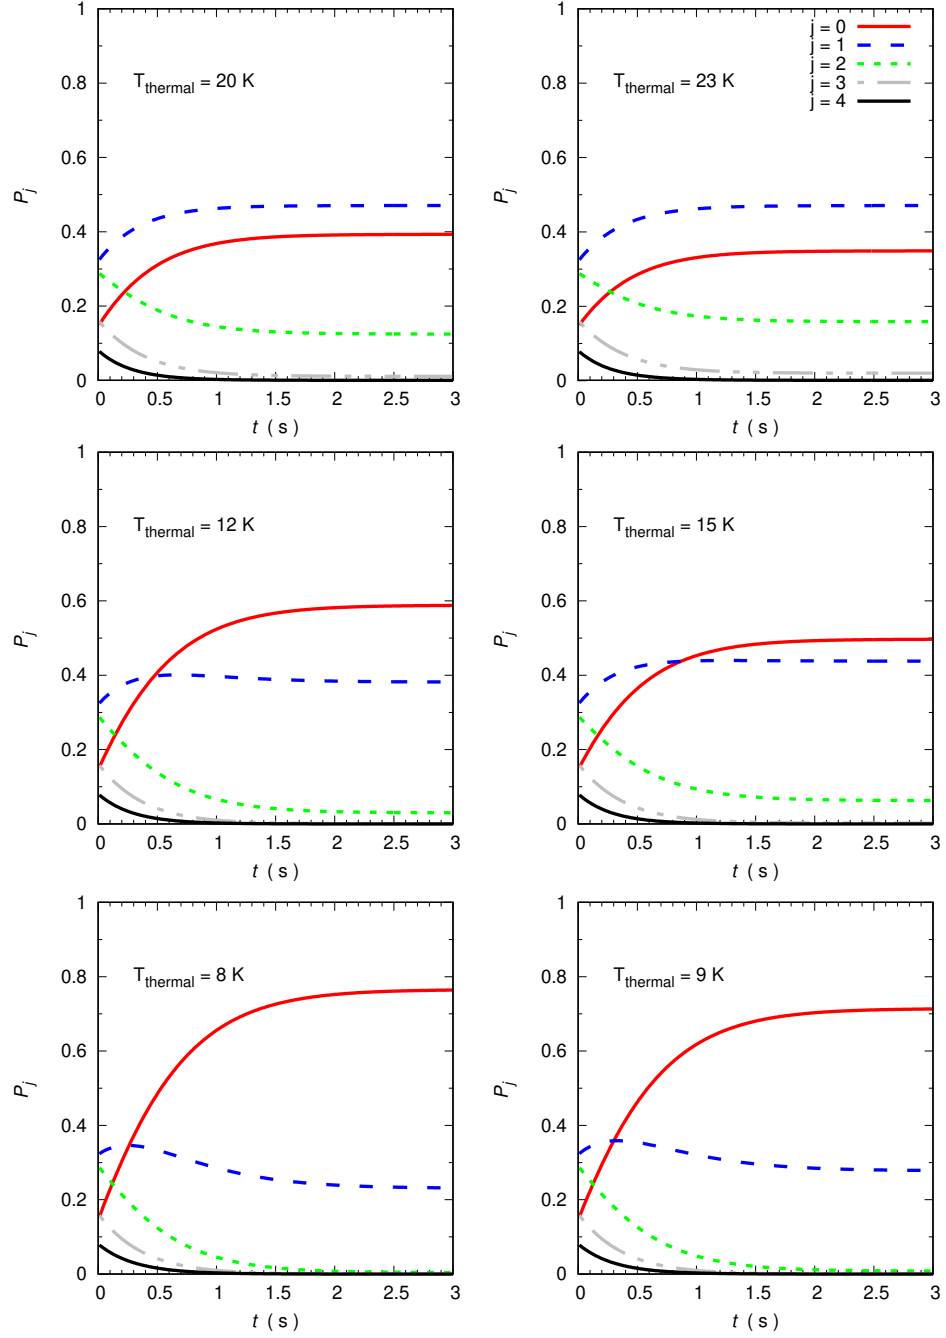 1
0.8
0.6
0.4
0.2
0
P_j
T_thermal = 20 K
0 0.5 1 1.5 2 2.5 3
t ( s )
1
0.8
0.6
0.4
0.2
0
P_j
T_thermal = 23 K
j = 0
j = 1
j = 2
j = 3
j = 4
0 0.5 1 1.5 2 2.5 3
t ( s )
1
0.8
0.6
0.4
0.2
0
P_j
T_thermal = 12 K
0 0.5 1 1.5 2 2.5 3
t ( s )
1
0.8
0.6
0.4
0.2
0
P_j
T_thermal = 15 K
0 0.5 1 1.5 2 2.5 3
t ( s )
1
0.8
0.6
0.4
0.2
0
P_j
T_thermal = 8 K
0 0.5 1 1.5 2 2.5 3
t ( s )
1
0.8
0.6
0.4
0.2
0
P_j
T_thermal = 9 K
0 0.5 1 1.5 2 2.5 3
t ( s )